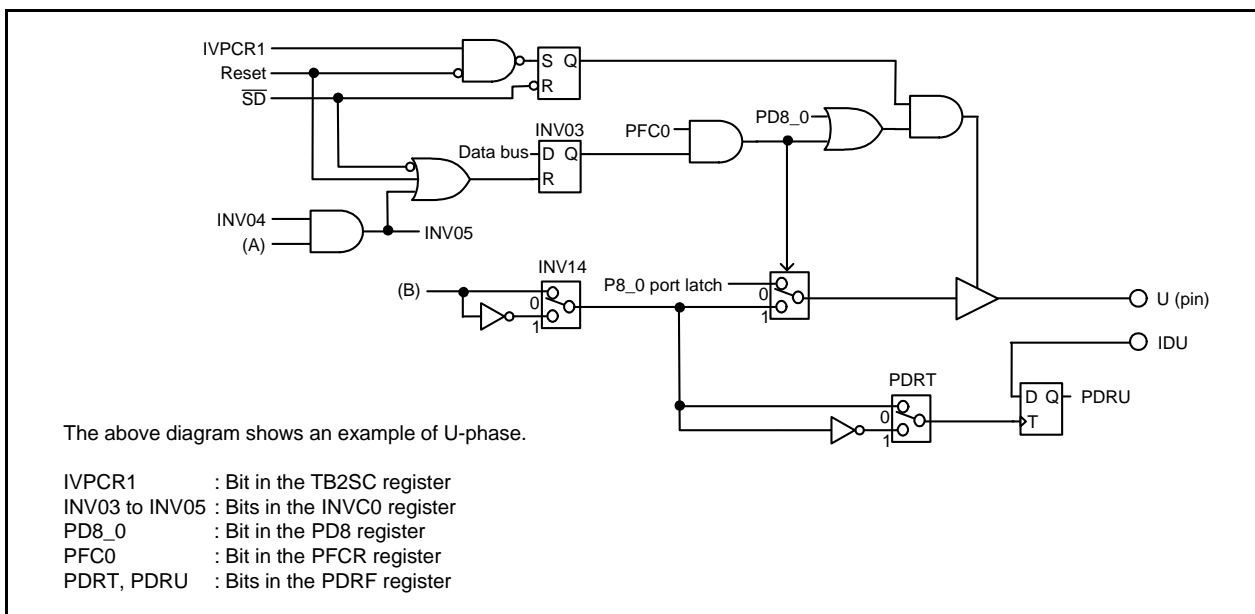 IVPCR1
Reset
SD
S Q
R
INV03
Data bus
D Q
R
PFC0
PD8_0
INV04
(A)
INV05
INV14
(B)
0
1
P8_0 port latch
0
1
U (pin)
IDU
PDRT
0
1
D Q
T
PDRU
The above diagram shows an example of U-phase.
IVPCR1 : Bit in the TB2SC register
INV03 to INV05 : Bits in the INVC0 register
PD8_0 : Bit in the PD8 register
PFC0 : Bit in the PFCR register
PDRT, PDRU : Bits in the PDRF register